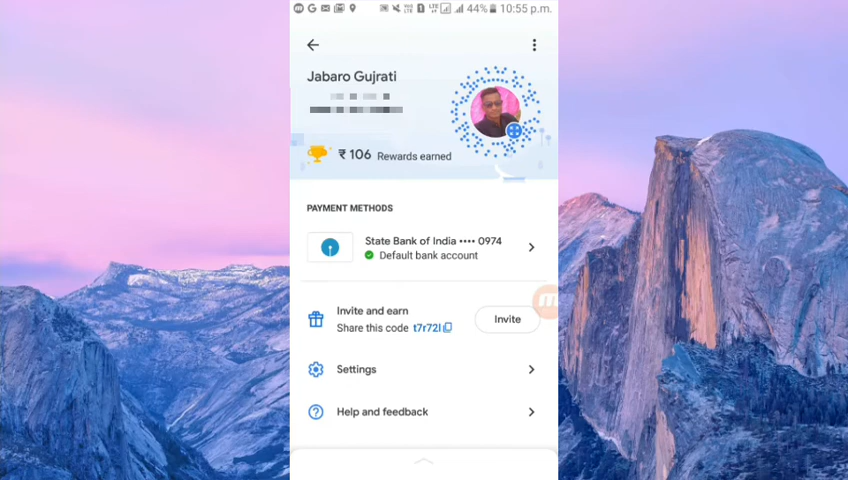 44% 10:55 p.m.
Jabaro Gujrati
₹ 106 Rewards earned
PAYMENT METHODS
State Bank of India •••• 0974
Default bank account
Invite and earn
Share this code t7r72l
Invite
Settings
Help and feedback